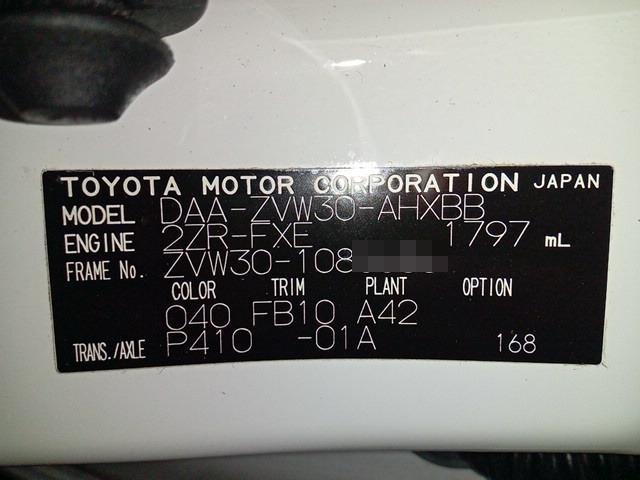 TOYOTA MOTOR CORPORATION JAPAN
MODEL DAA-ZVW30-AHXBB
ENGINE 2ZR-FXE 1797 mL
FRAME No. ZVW30-108
COLOR TRIM PLANT OPTION
040 FB10 A42
TRANS./AXLE P410 -01A 168